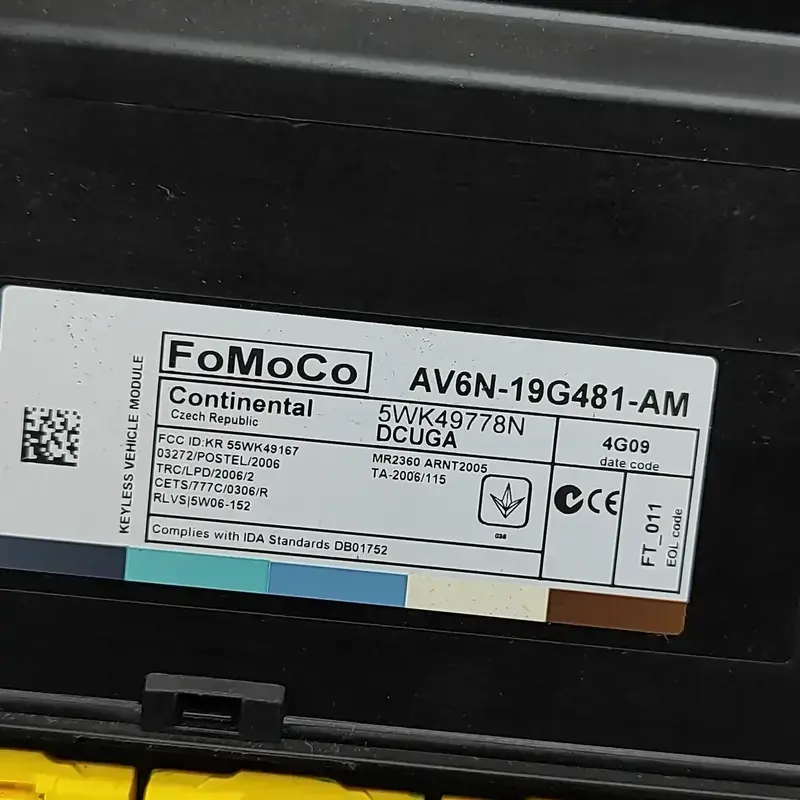 KEYLESS VEHICLE MODULE
FoMoCo
AV6N-19G481-AM
Continental
Czech Republic
5WK49778N
DCUGA
4G09
date code
FCC ID:KR 55WK49167
03272/POSTEL/2006
TRC/LPD/2006/2
CETS/777C/0306/R
RLVS|5W06-152
MR2360 ARNT2005
TA-2006/115
036
CE
FT_011
EOL code
Complies with IDA Standards DB01752